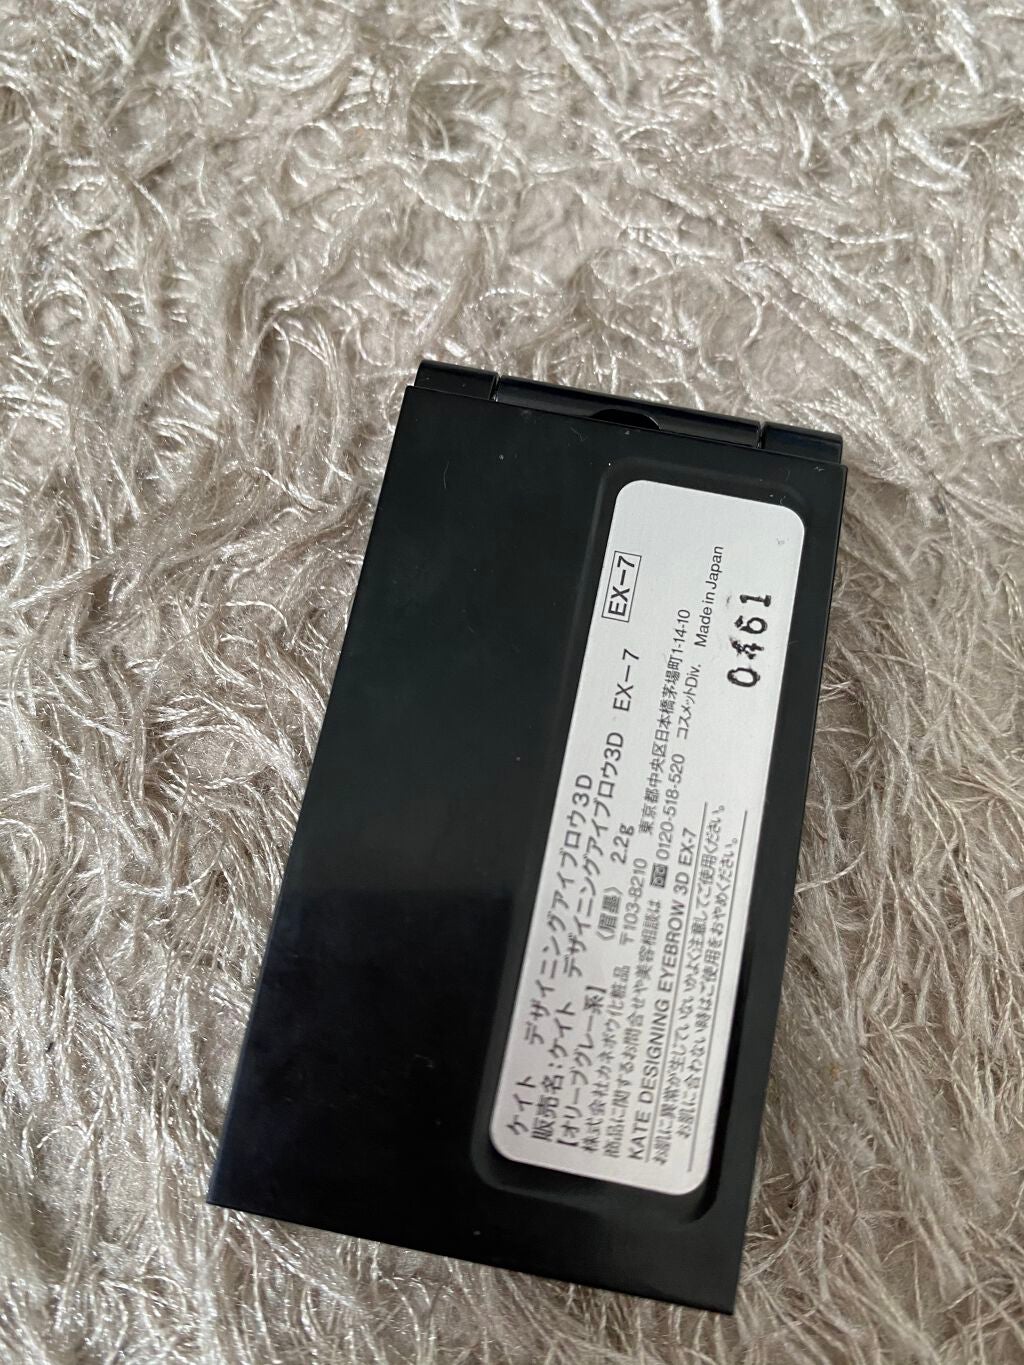 ケイト デザイニングアイブロウ3D EX-7
販売名:ケイト デザイニングアイブロウ3D EX-7
【オリーブグレー系】〈眉墨〉 2.2g
株式会社カネボウ化粧品 〒103-8210 東京都中央区日本橋茅場町1-14-10
商品に関するお問合せや美容相談は 0120-518-520 コスメットDiv. Made in Japan
KATE DESIGNING EYEBROW 3D EX-7
お肌に異常が生じていないかよく注意してご使用ください。
お肌に合わない時はご使用をおやめください。